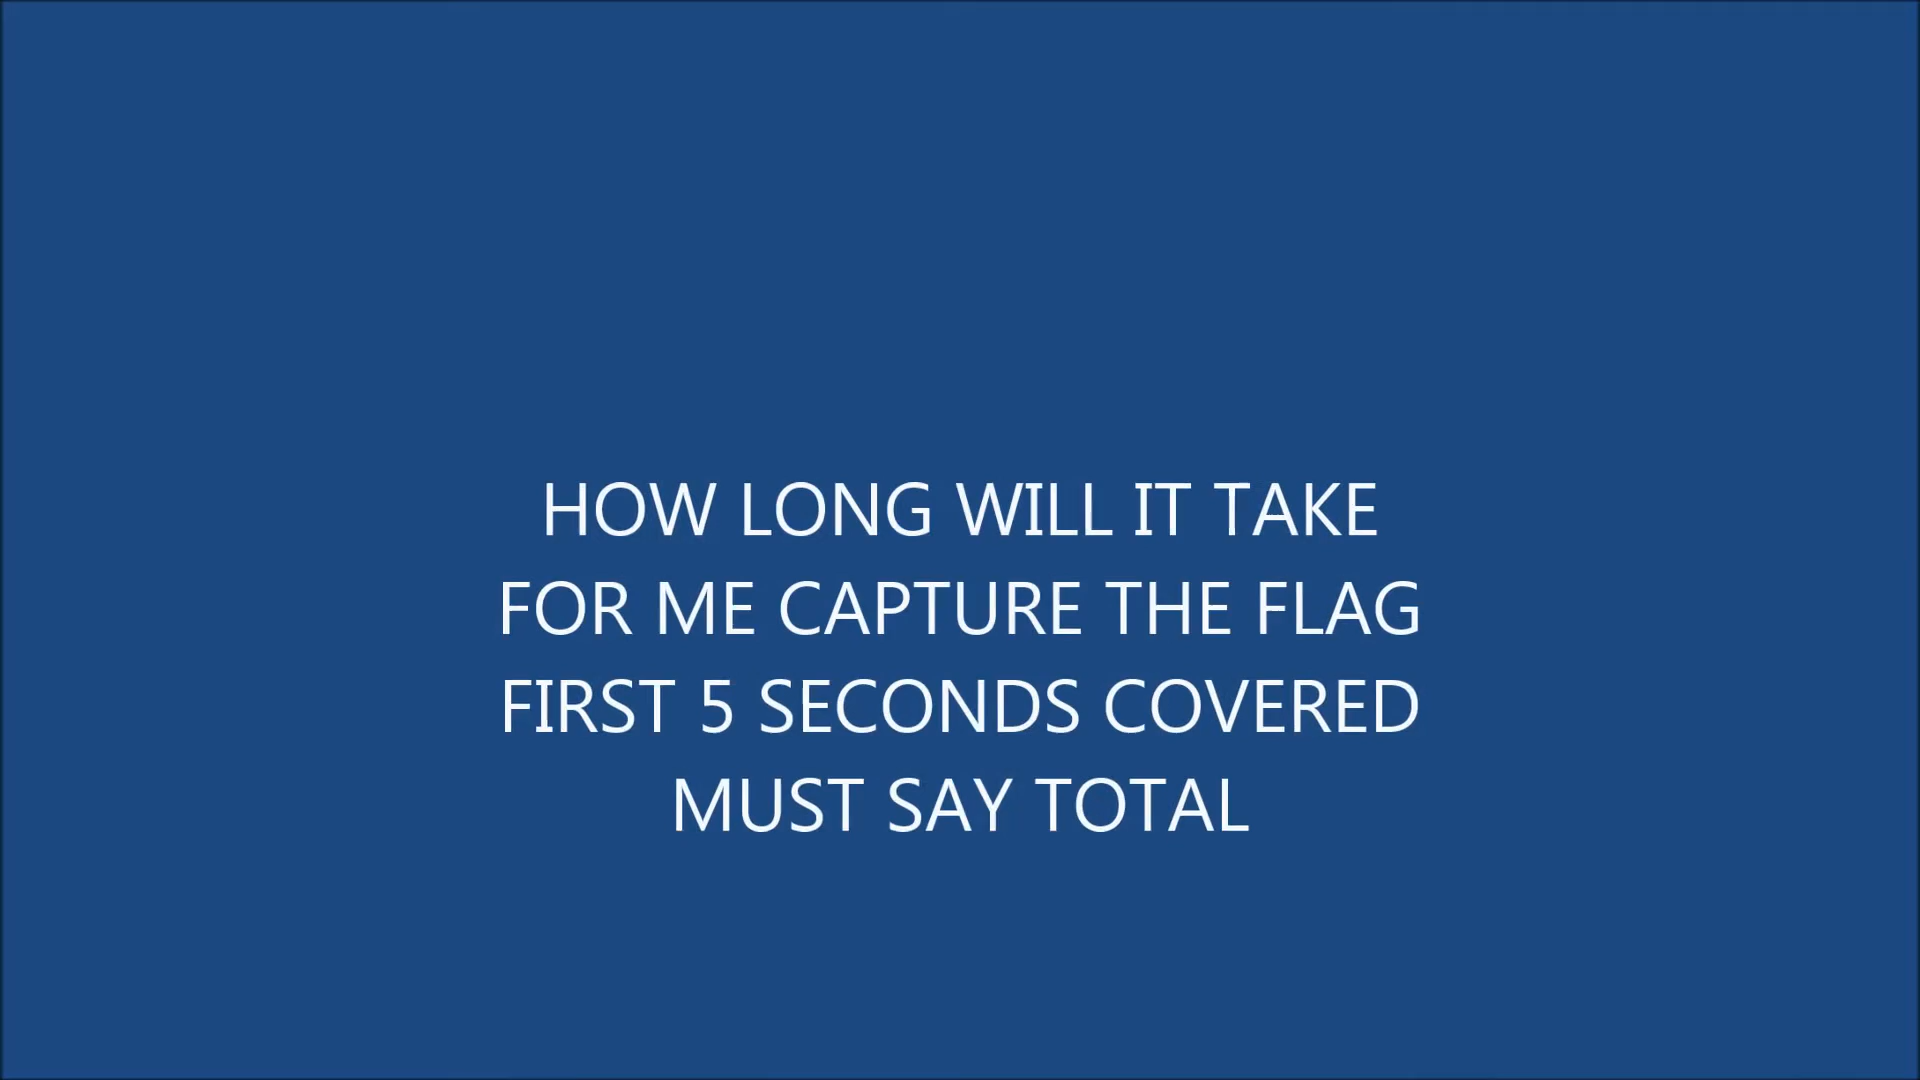 HOW LONG WILL IT TAKE
FOR ME CAPTURE THE FLAG
FIRST 5 SECONDS COVERED
MUST SAY TOTAL